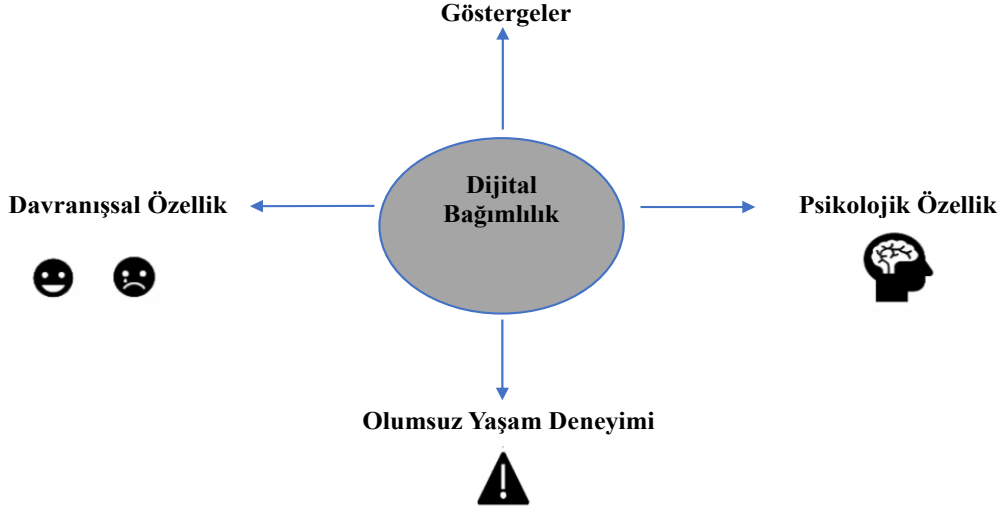 Göstergeler
Dijital
Bağımlılık
Davranışsal Özellik
Psikolojik Özellik
Olumsuz Yaşam Deneyimi